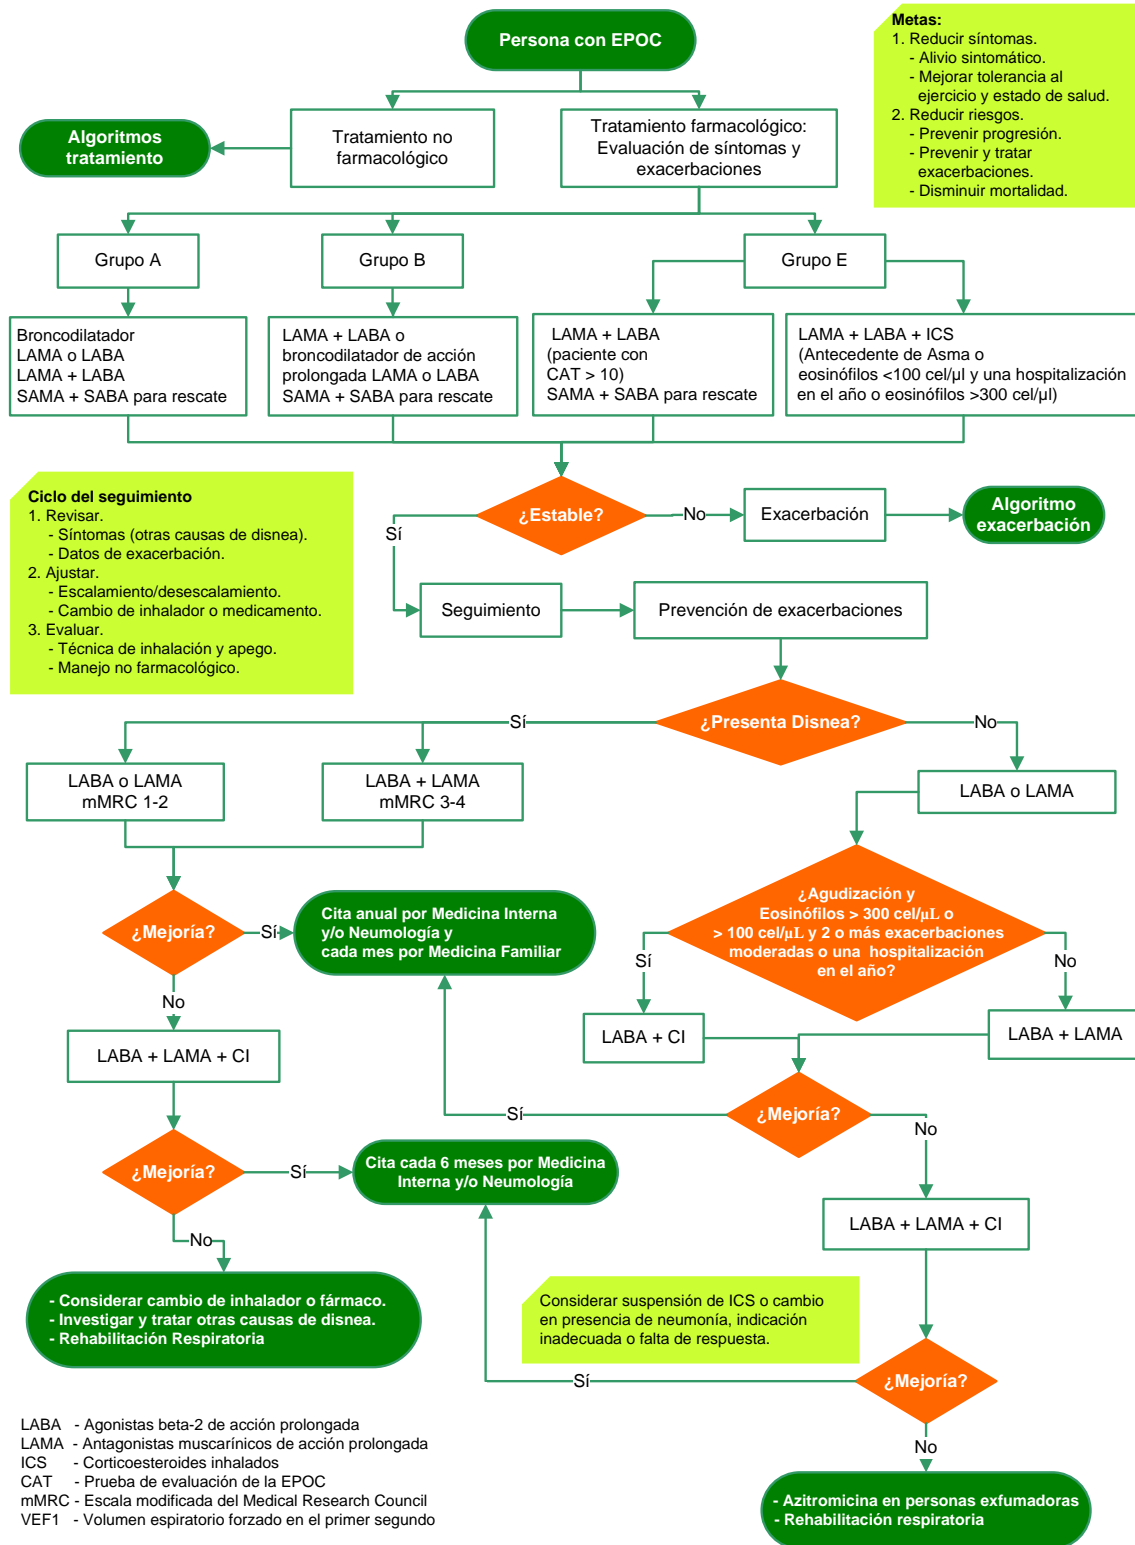 Persona con EPOC
Metas:
1. Reducir síntomas.
- Alivio sintomático.
- Mejorar tolerancia al
ejercicio y estado de salud.
2. Reducir riesgos.
- Prevenir progresión.
- Prevenir y tratar
exacerbaciones.
- Disminuir mortalidad.
Algoritmos
tratamiento
Tratamiento no
farmacológico
Tratamiento farmacológico:
Evaluación de síntomas y
exacerbaciones
Grupo A
Grupo B
Grupo E
Broncodilatador
LAMA o LABA
LAMA + LABA
SAMA + SABA para rescate
LAMA + LABA o
broncodilatador de acción
prolongada LAMA o LABA
SAMA + SABA para rescate
LAMA + LABA
(paciente con
CAT > 10)
SAMA + SABA para rescate
LAMA + LABA + ICS
(Antecedente de Asma o
eosinófilos <100 cel/µl y una hospitalización
en el año o eosinófilos >300 cel/µl)
Ciclo del seguimiento
1. Revisar.
- Síntomas (otras causas de disnea).
- Datos de exacerbación.
2. Ajustar.
- Escalamiento/desescalamiento.
- Cambio de inhalador o medicamento.
3. Evaluar.
- Técnica de inhalación y apego.
- Manejo no farmacológico.
¿Estable?
No
Exacerbación
Algoritmo
exacerbación
Sí
Seguimiento
Prevención de exacerbaciones
¿Presenta Disnea?
Sí
No
LABA o LAMA
mMRC 1-2
LABA + LAMA
mMRC 3-4
LABA o LAMA
¿Mejoría?
Sí
Cita anual por Medicina Interna
y/o Neumología y
cada mes por Medicina Familiar
¿Agudización y
Eosinófilos > 300 cel/µL o
> 100 cel/µL y 2 o más exacerbaciones
moderadas o una hospitalización
en el año?
Sí
No
No
LABA + LAMA + CI
LABA + CI
LABA + LAMA
¿Mejoría?
Sí
No
¿Mejoría?
Sí
Cita cada 6 meses por Medicina
Interna y/o Neumología
LABA + LAMA + CI
No
- Considerar cambio de inhalador o fármaco.
- Investigar y tratar otras causas de disnea.
- Rehabilitación Respiratoria
Considerar suspensión de ICS o cambio
en presencia de neumonía, indicación
inadecuada o falta de respuesta.
¿Mejoría?
Sí
No
- Azitromicina en personas exfumadoras
- Rehabilitación respiratoria
LABA - Agonistas beta-2 de acción prolongada
LAMA - Antagonistas muscarínicos de acción prolongada
ICS - Corticoesteroides inhalados
CAT - Prueba de evaluación de la EPOC
mMRC - Escala modificada del Medical Research Council
VEF1 - Volumen espiratorio forzado en el primer segundo